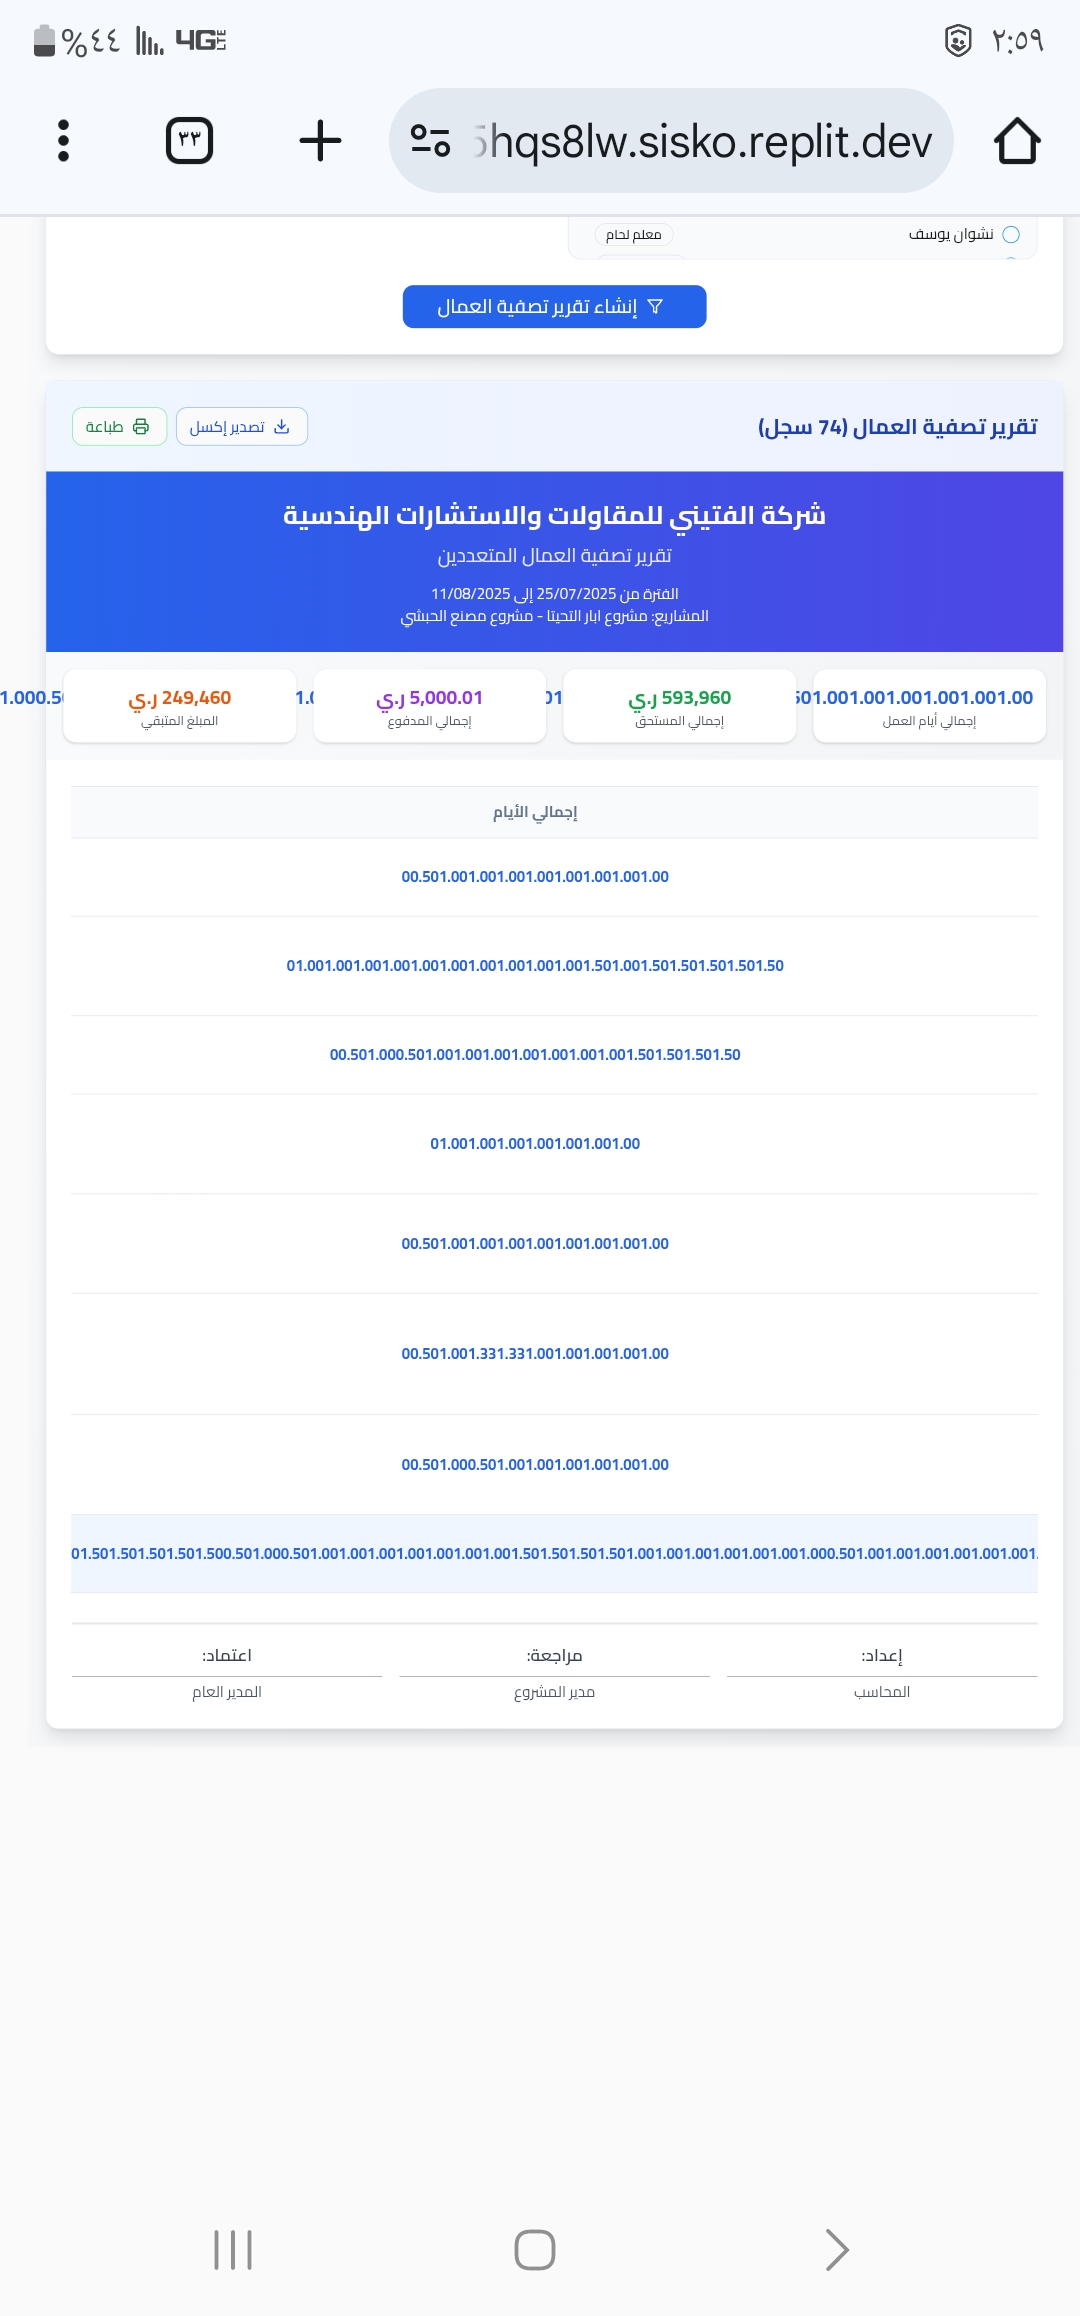 %٤٤ 4G LTE ٢:٥٩
٣٣ hqs8lw.sisko.replit.dev
نشوان يوسف معلم لحام
إنشاء تقرير تصفية العمال
تقرير تصفية العمال (74 سجل) تصدير إكسل طباعة
شركة الفتيني للمقاولات والاستشارات الهندسية
تقرير تصفية العمال المتعددين
الفترة من 25/07/2025 إلى 11/08/2025
المشاريع: مشروع ابار التحيتا - مشروع مصنع الحبشي
01.001.001.001.001.001.00 593,960 ر.ي 5,000.01 ر.ي 249,460 ر.ي
إجمالي أيام العمل إجمالي المستحق إجمالي المدفوع المبلغ المتبقي
إجمالي الأيام
00.501.001.001.001.001.001.001.001.00
01.001.001.001.001.001.001.001.001.001.001.501.001.501.501.501.501.50
00.501.000.501.001.001.001.001.001.001.001.501.501.501.50
01.001.001.001.001.001.001.00
00.501.001.001.001.001.001.001.001.00
00.501.001.331.331.001.001.001.001.00
00.501.000.501.001.001.001.001.001.00
01.501.501.501.501.501.500.501.000.501.001.001.001.001.001.001.001.501.501.501.501.001.001.001.001.001.001.000.501.001.001.001.001.001.001.
إعداد: مراجعة: اعتماد:
المحاسب مدير المشروع المدير العام